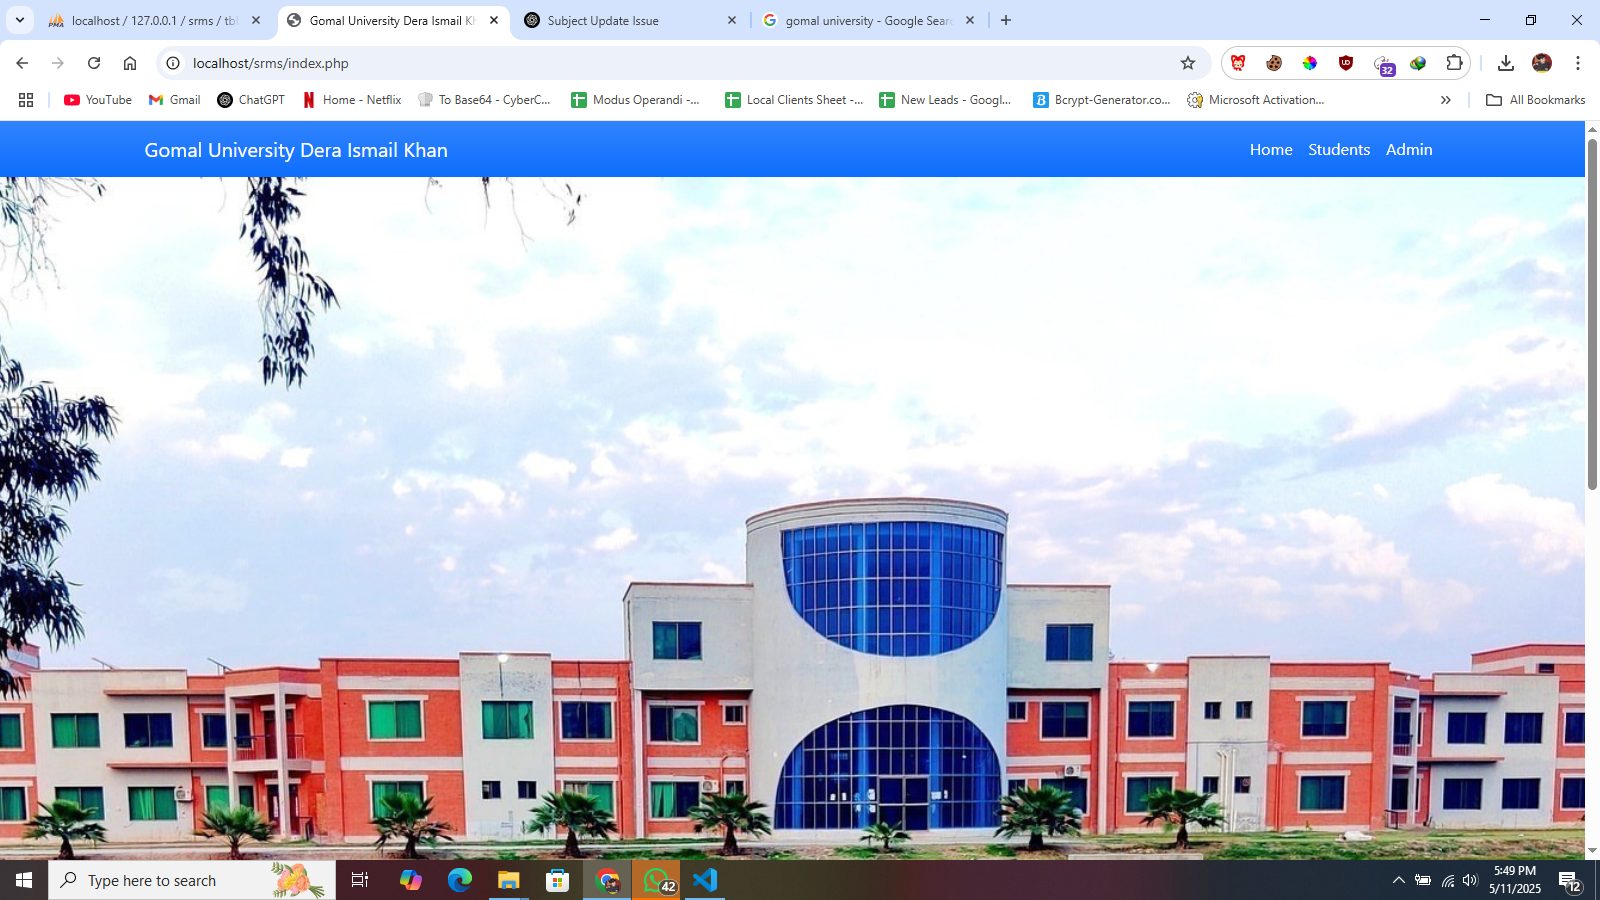 localhost / 127.0.0.1 / srms / tbl
Gomal University Dera Ismail Kh
Subject Update Issue
gomal university - Google Sear
localhost/srms/index.php
32
YouTube
Gmail
ChatGPT
Home - Netflix
To Base64 - CyberC...
Modus Operandi -...
Local Clients Sheet -...
New Leads - Googl...
Bcrypt-Generator.co...
Microsoft Activation...
All Bookmarks
Gomal University Dera Ismail Khan
Home
Students
Admin
Type here to search
42
5:49 PM
5/11/2025
12